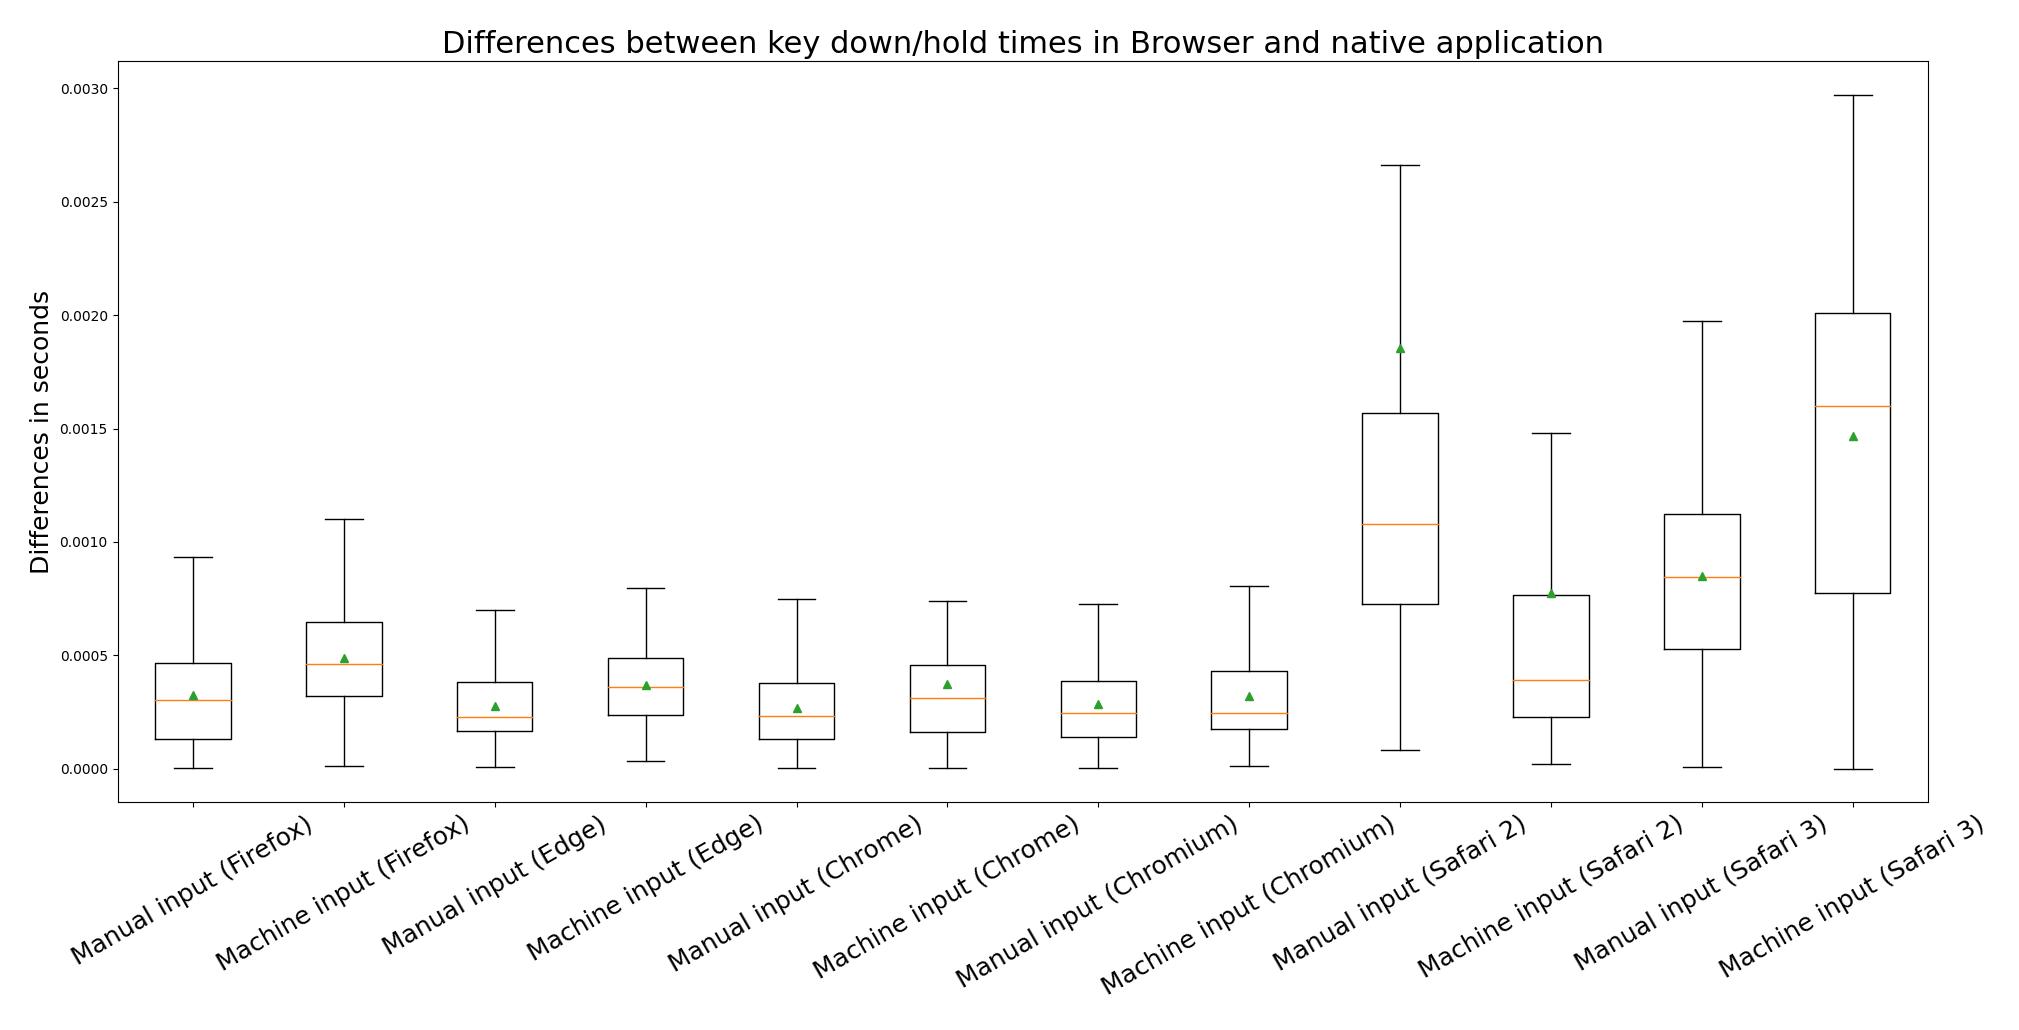 Differences between key down/hold times in Browser and native application
Differences in seconds
0.0030
0.0025
0.0020
0.0015
0.0010
0.0005
0.0000
Manual input (Firefox)
Machine input (Firefox)
Manual input (Edge)
Machine input (Edge)
Manual input (Chrome)
Machine input (Chrome)
Manual input (Chromium)
Machine input (Chromium)
Manual input (Safari 2)
Machine input (Safari 2)
Manual input (Safari 3)
Machine input (Safari 3)